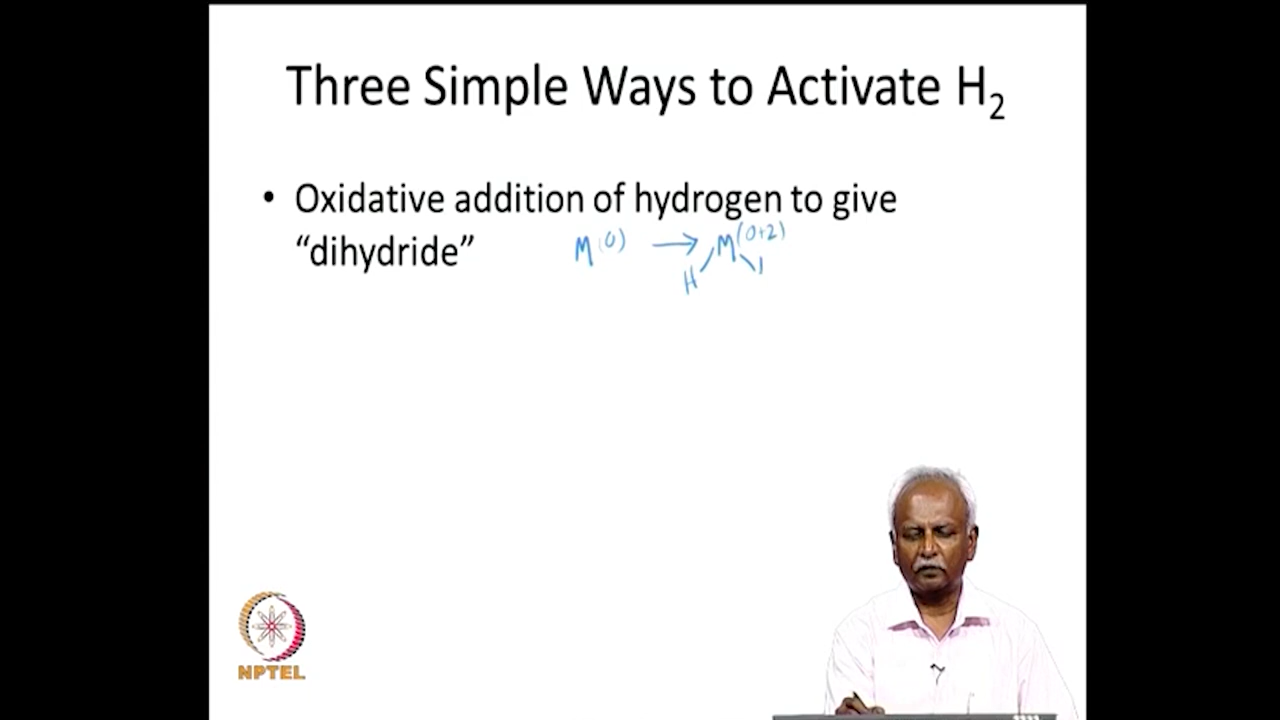 Three Simple Ways to Activate H₂
• Oxidative addition of hydrogen to give
“dihydride” M(0) → M(0+2)
H
NPTEL